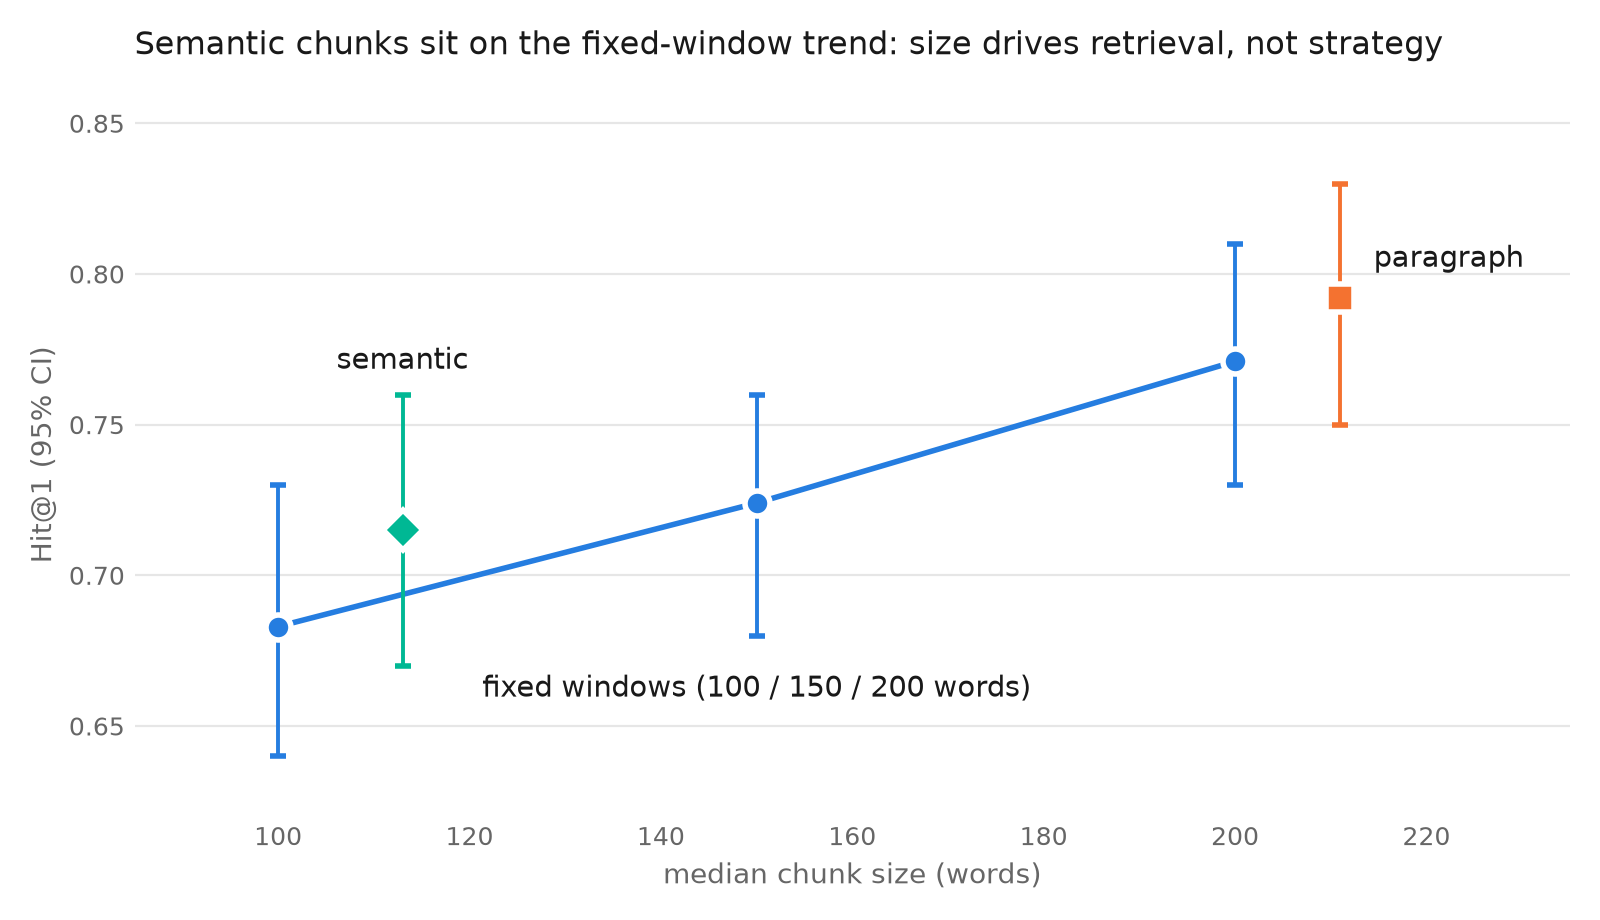 Semantic chunks sit on the fixed-window trend: size drives retrieval, not strategy
0.85
0.80
0.75
0.70
0.65
Hit@1 (95% CI)
paragraph
semantic
fixed windows (100 / 150 / 200 words)
100 120 140 160 180 200 220
median chunk size (words)